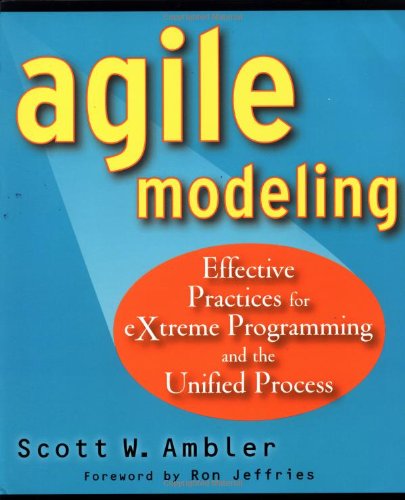 agile
modeling
Effective
Practices for
eXtreme Programming
and the
Unified Process
Scott W. Ambler
Foreword by Ron Jeffries